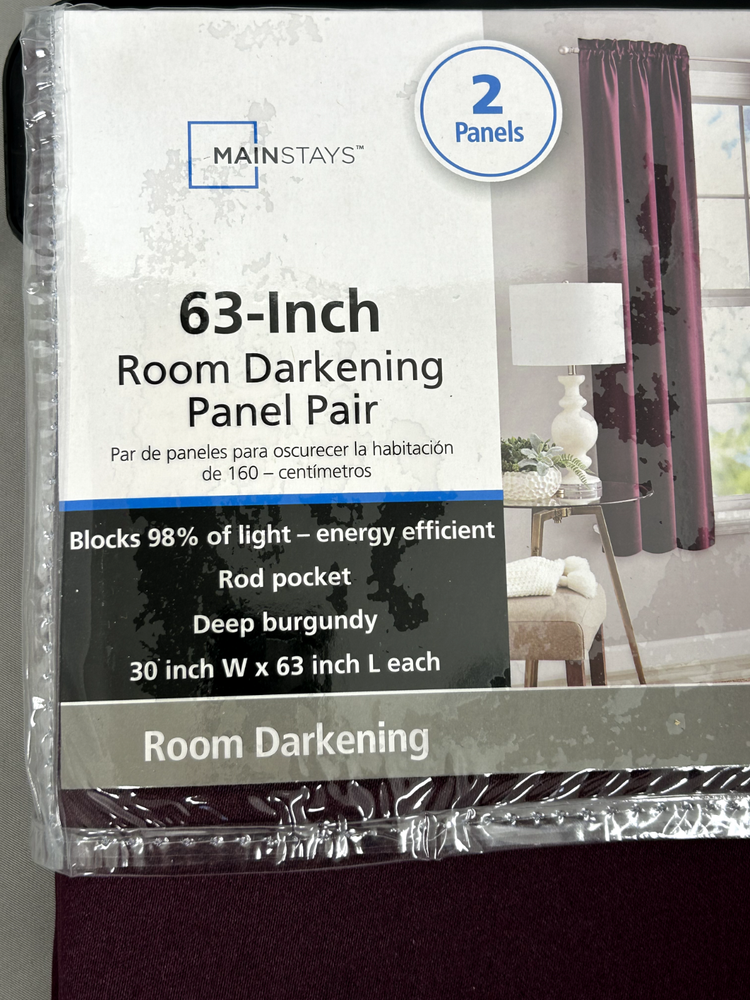 2
Panels
MAINSTAYS™
63-Inch
Room Darkening
Panel Pair
Par de paneles para oscurecer la habitación
de 160 – centímetros
Blocks 98% of light – energy efficient
Rod pocket
Deep burgundy
30 inch W x 63 inch L each
Room Darkening